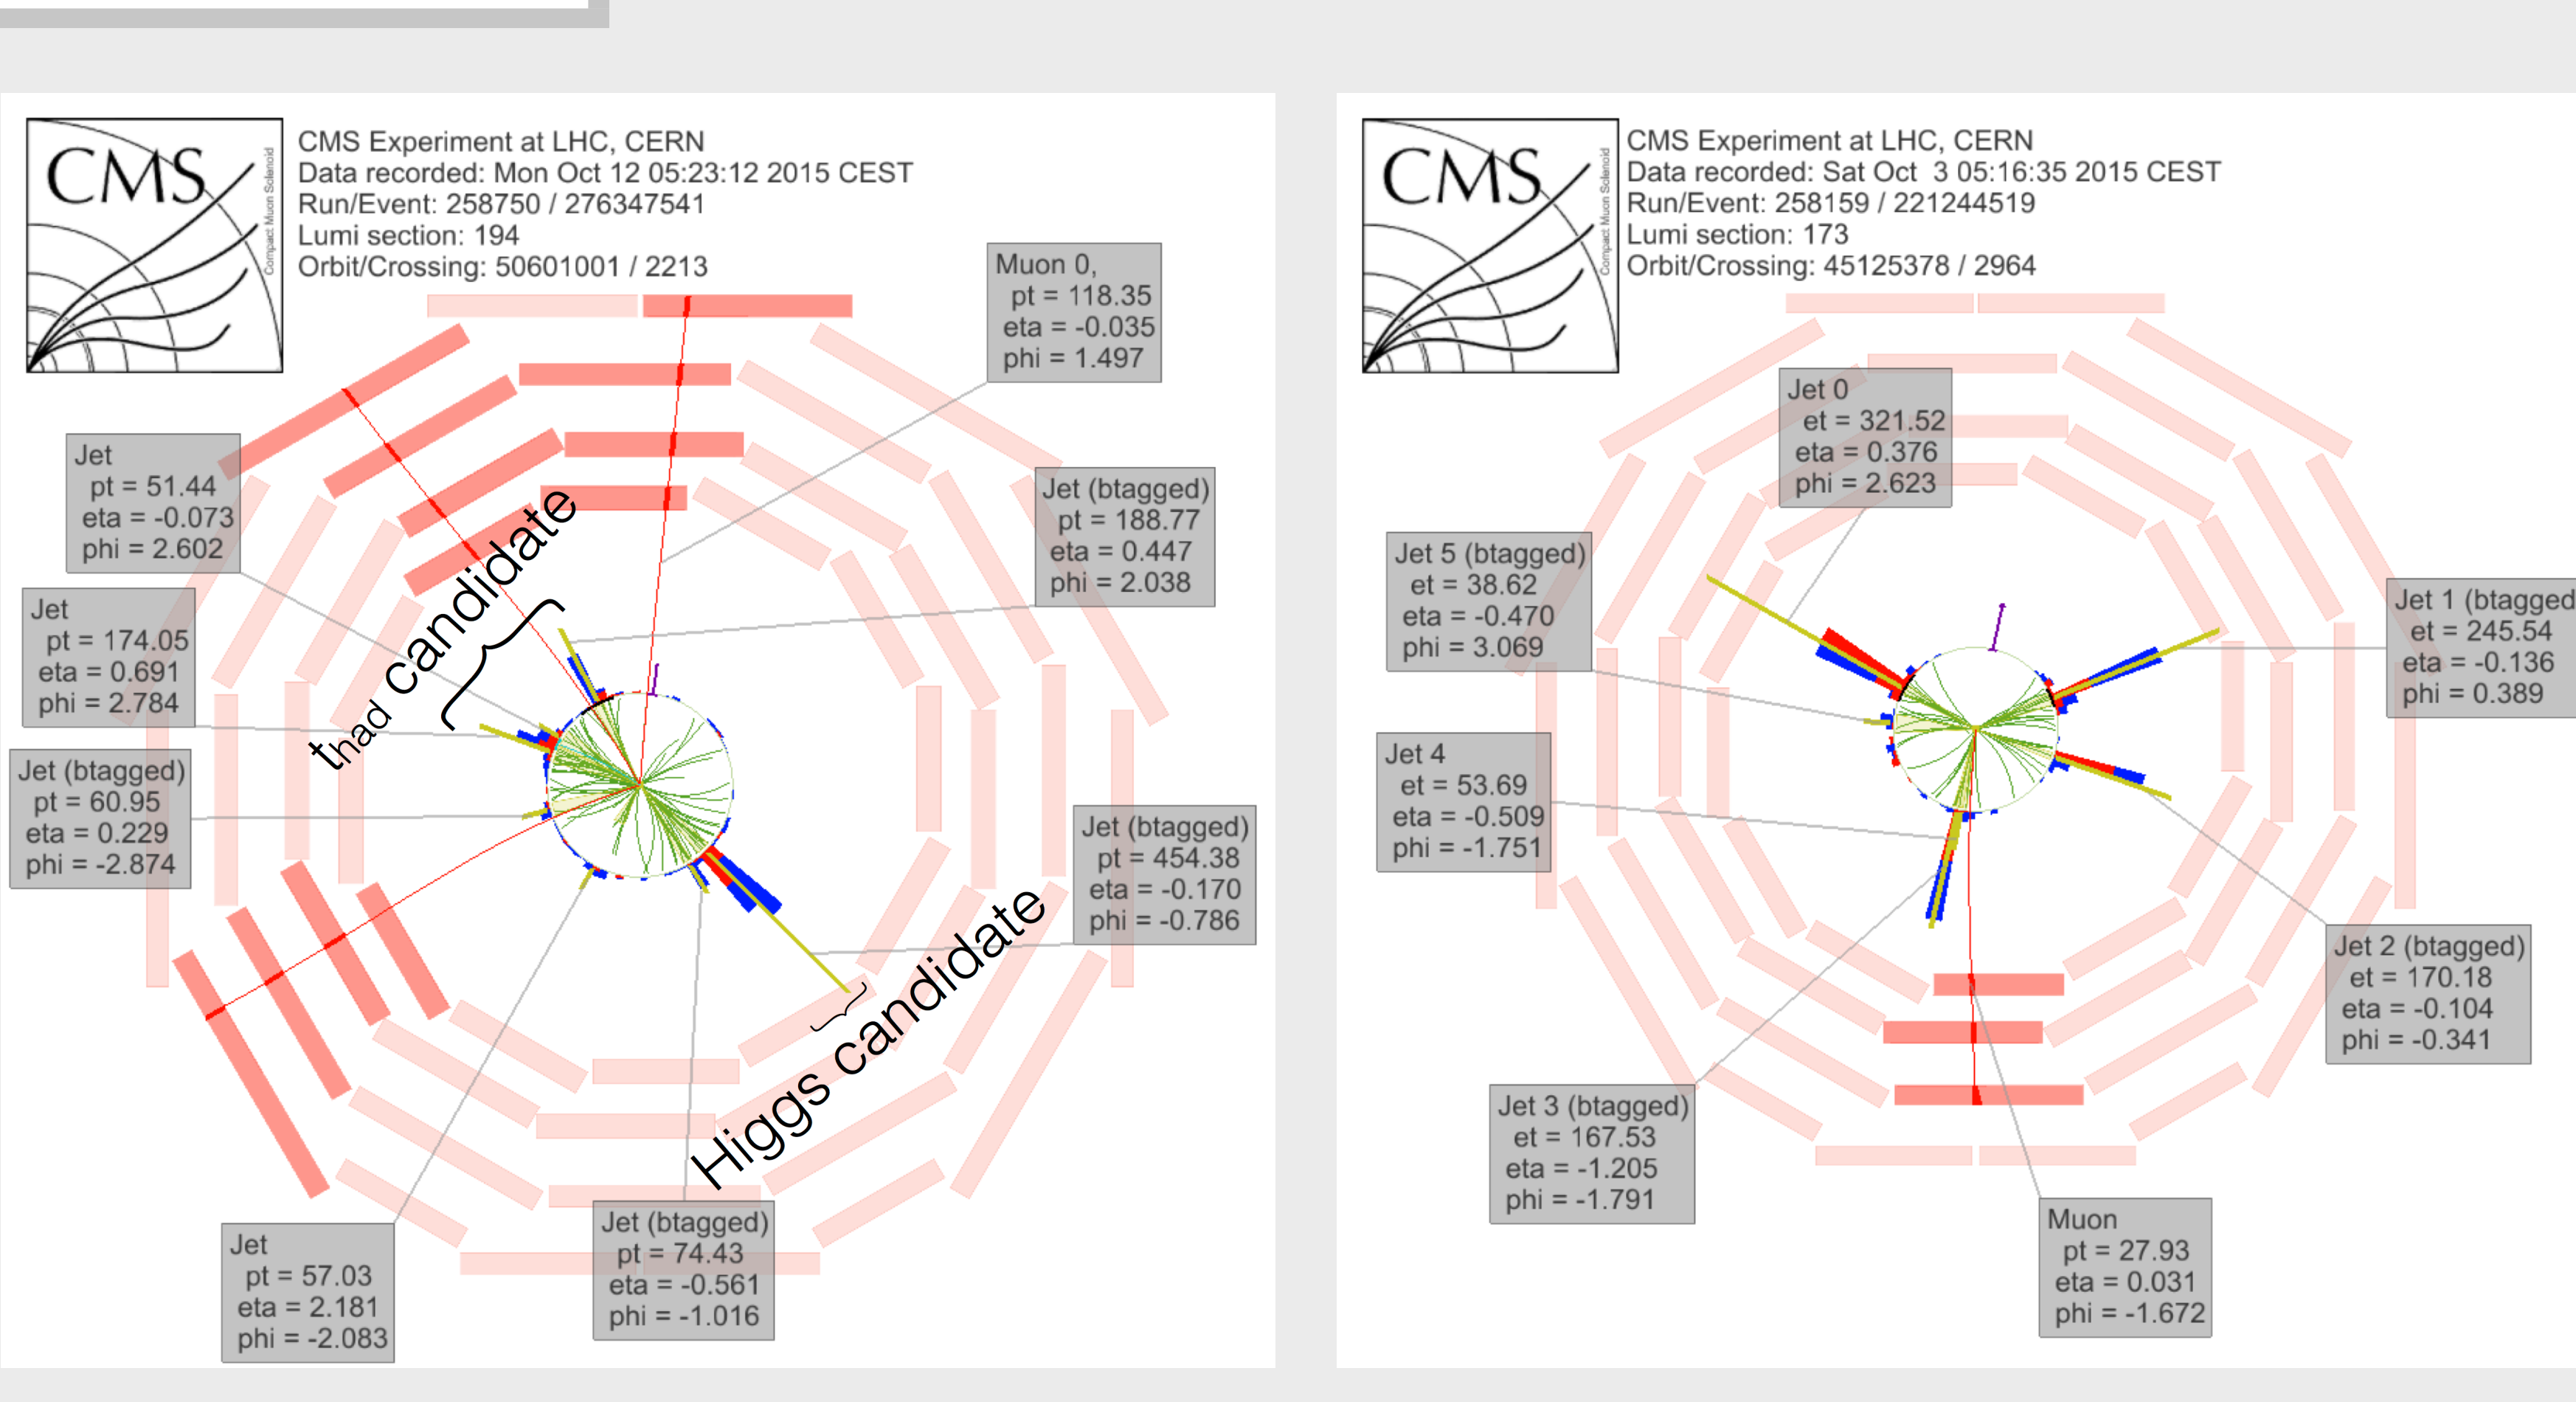 CMS
Compact Muon Solenoid
CMS Experiment at LHC, CERN
Data recorded: Mon Oct 12 05:23:12 2015 CEST
Run/Event: 258750 / 276347541
Lumi section: 194
Orbit/Crossing: 50601001 / 2213
Muon 0,
pt = 118.35
eta = -0.035
phi = 1.497
Jet
pt = 51.44
eta = -0.073
phi = 2.602
Jet (btagged)
pt = 188.77
eta = 0.447
phi = 2.038
Jet
pt = 174.05
eta = 0.691
phi = 2.784
thad candidate
Jet (btagged)
pt = 60.95
eta = 0.229
phi = -2.874
Jet (btagged)
pt = 454.38
eta = -0.170
phi = -0.786
Higgs candidate
Jet
pt = 57.03
eta = 2.181
phi = -2.083
Jet (btagged)
pt = 74.43
eta = -0.561
phi = -1.016
CMS
Compact Muon Solenoid
CMS Experiment at LHC, CERN
Data recorded: Sat Oct 3 05:16:35 2015 CEST
Run/Event: 258159 / 221244519
Lumi section: 173
Orbit/Crossing: 45125378 / 2964
Jet 0
et = 321.52
eta = 0.376
phi = 2.623
Jet 5 (btagged)
et = 38.62
eta = -0.470
phi = 3.069
Jet 1 (btagged
et = 245.54
eta = -0.136
phi = 0.389
Jet 4
et = 53.69
eta = -0.509
phi = -1.751
Jet 2 (btagged)
et = 170.18
eta = -0.104
phi = -0.341
Jet 3 (btagged)
et = 167.53
eta = -1.205
phi = -1.791
Muon
pt = 27.93
eta = 0.031
phi = -1.672